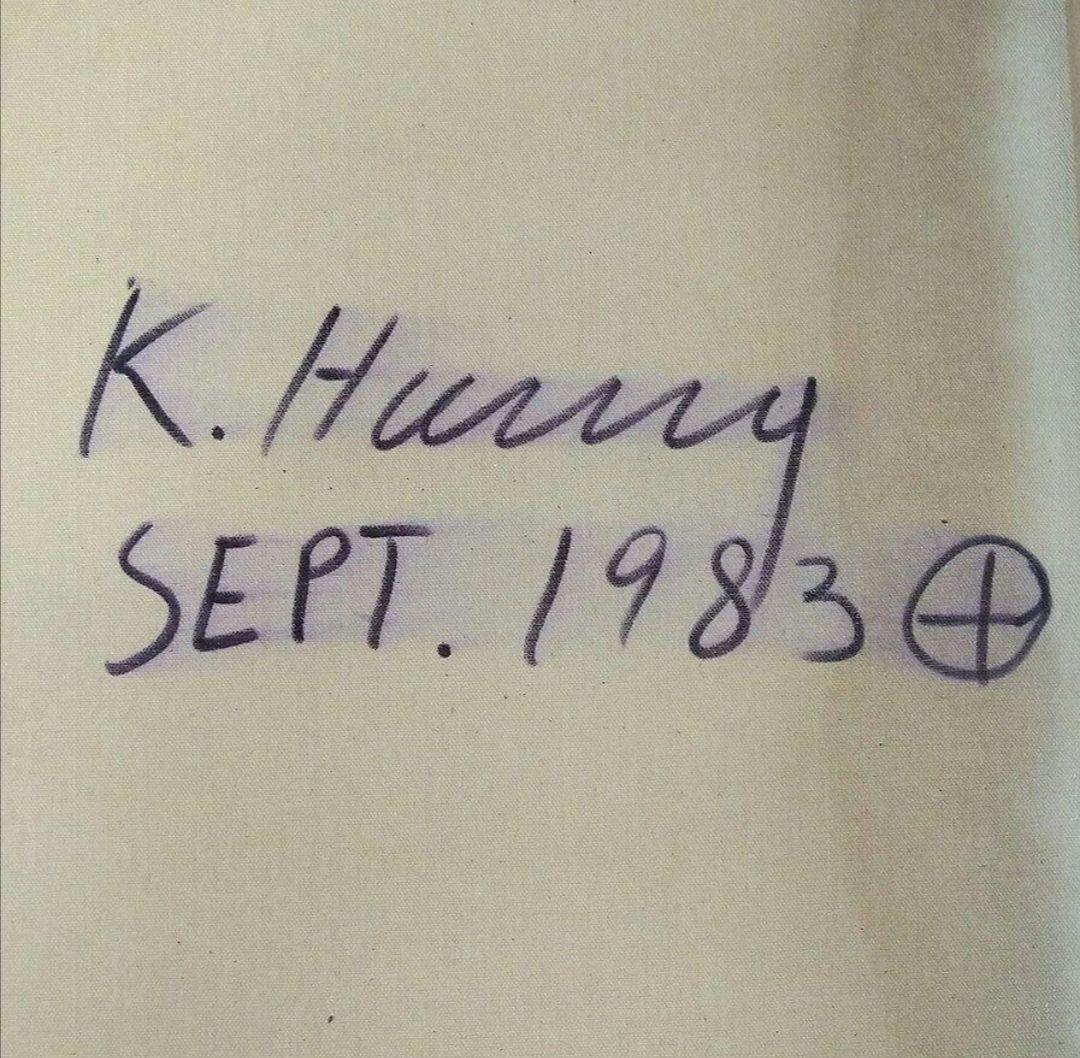 K. Haring
SEPT. 1983 ⊕